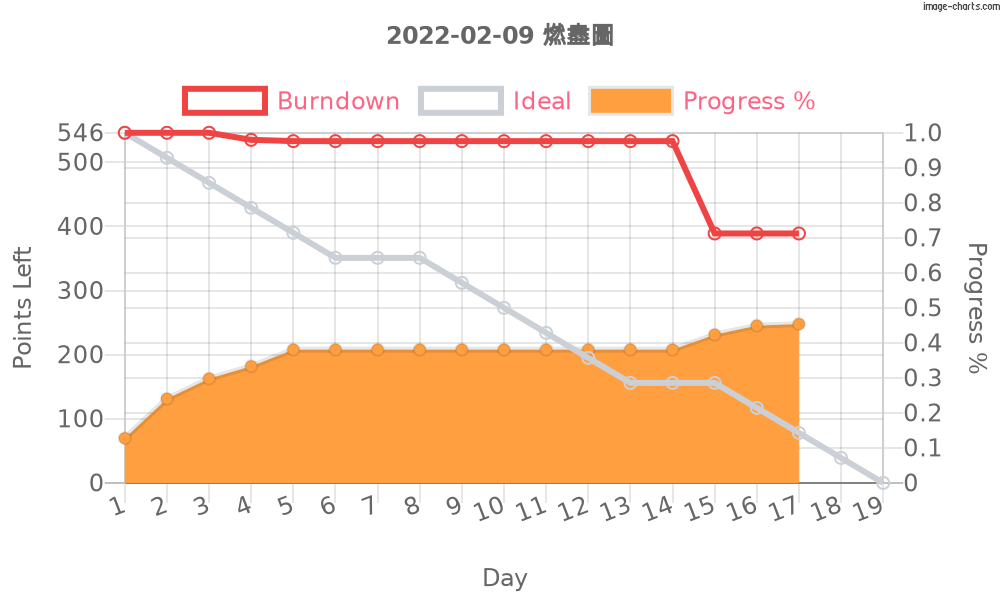 image-charts.com
2022-02-09 燃盡圖
Burndown Ideal Progress %
546
500
400
300
200
100
0
Points Left
1.0
0.9
0.8
0.7
0.6
0.5
0.4
0.3
0.2
0.1
0
Progress %
1 2 3 4 5 6 7 8 9 10 11 12 13 14 15 16 17 18 19
Day